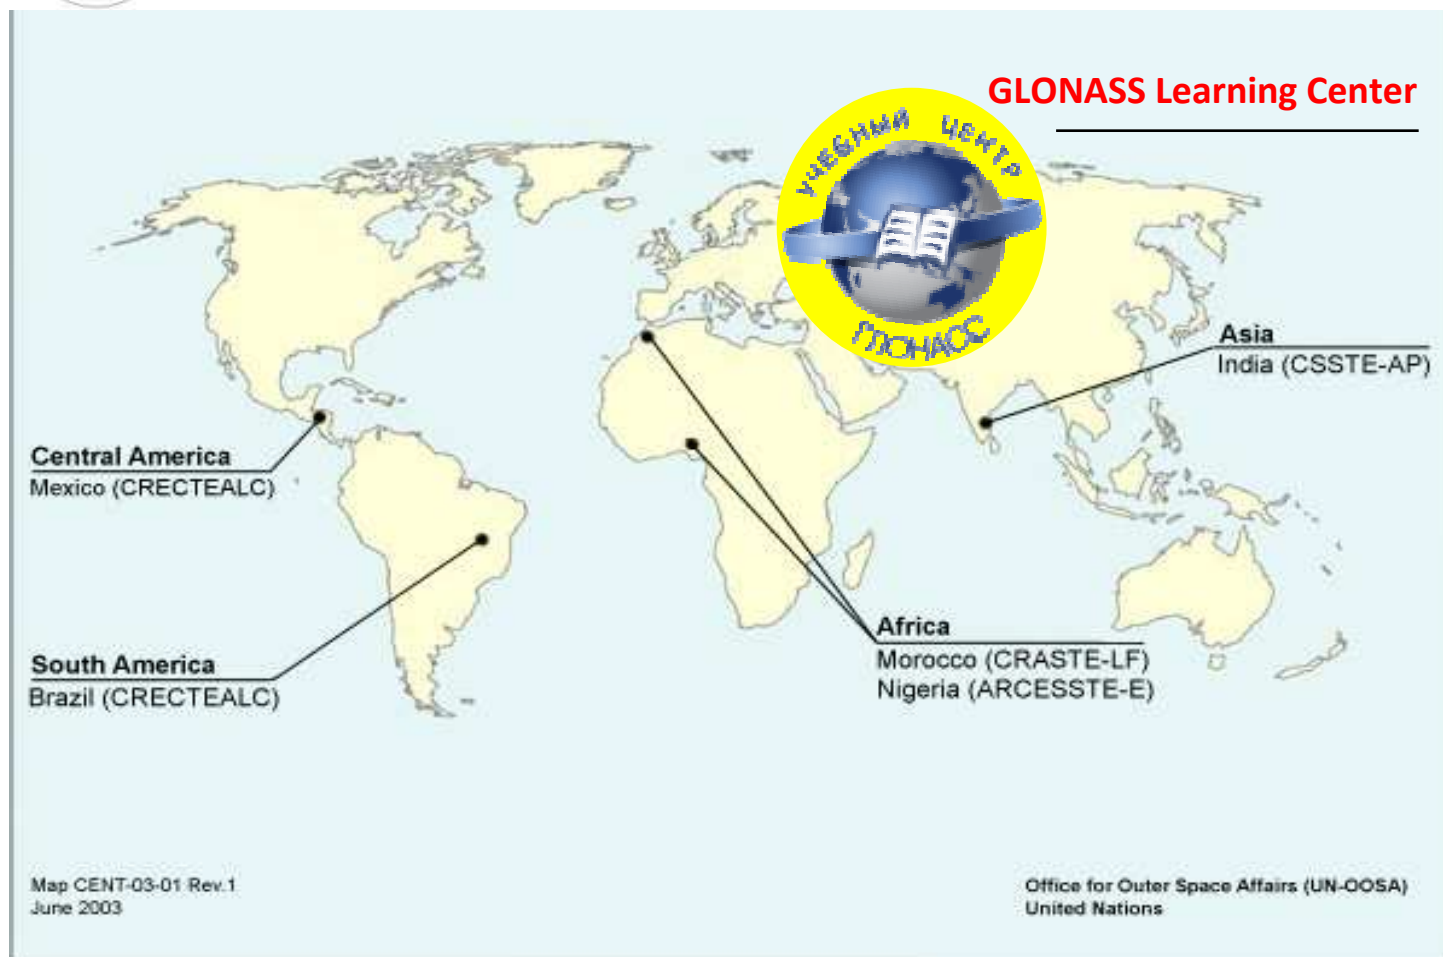 GLONASS Learning Center
УЧЕБНЫЙ ЦЕНТР
ГЛОНАСС
Asia
India (CSSTE-AP)
Central America
Mexico (CRECTEALC)
Africa
Morocco (CRASTE-LF)
Nigeria (ARCESSTE-E)
South America
Brazil (CRECTEALC)
Map CENT-03-01 Rev.1
June 2003
Office for Outer Space Affairs (UN-OOSA)
United Nations